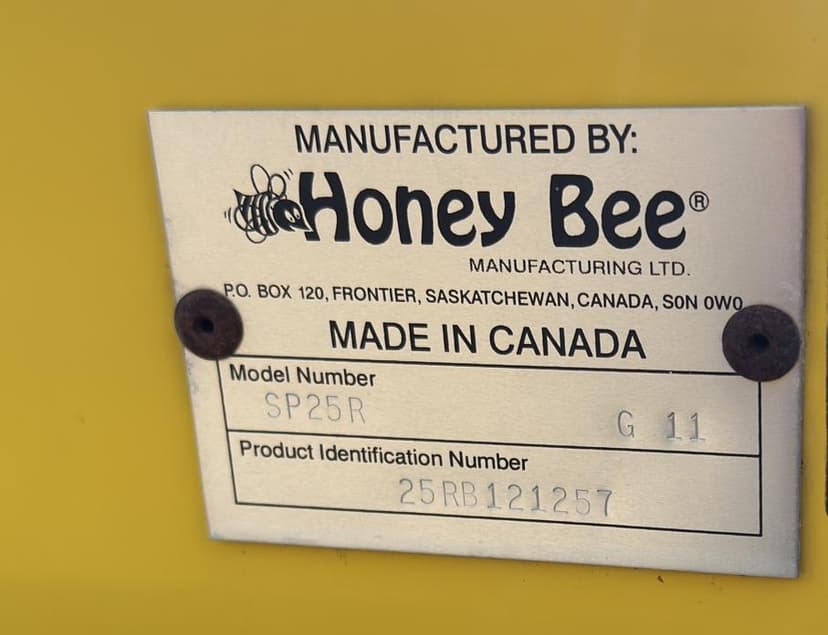 MANUFACTURED BY:
Honey Bee®
MANUFACTURING LTD.
P.O. BOX 120, FRONTIER, SASKATCHEWAN, CANADA, S0N 0W0
MADE IN CANADA
Model Number
SP25R G 11
Product Identification Number
25RB121257